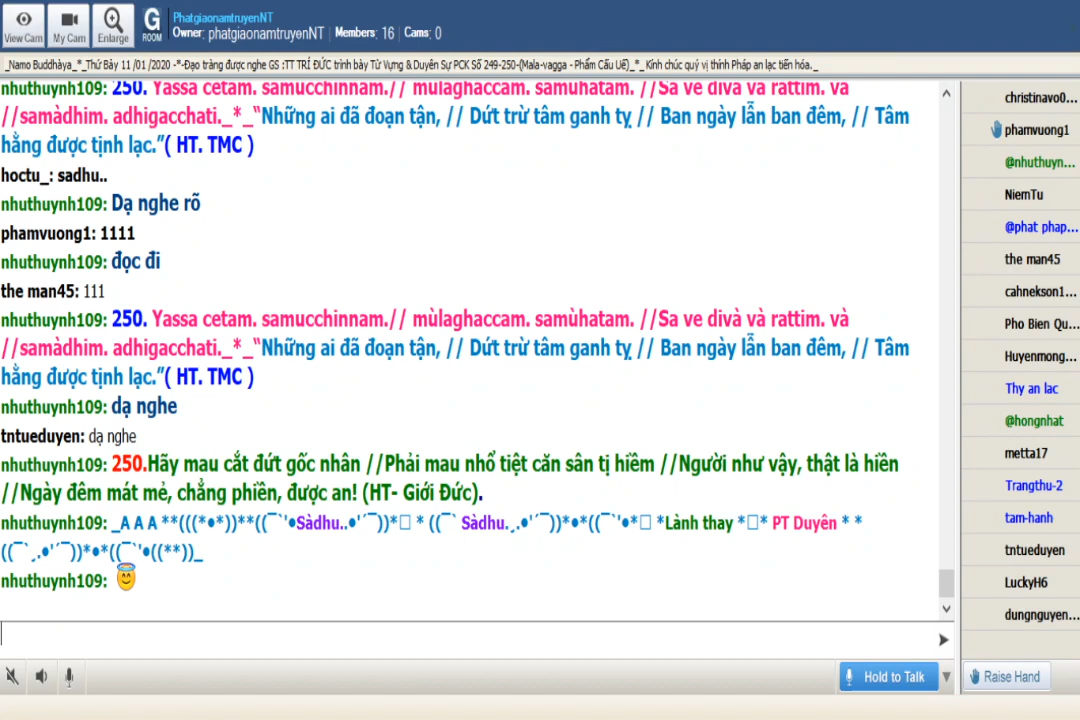 View Cam
My Cam
Enlarge
G
ROOM
PhatgiaonamtruyenNT
Owner: phatgiaonamtruyenNT | Members: 16 | Cams: 0
_Namo Buddhàya_*_Thứ Bảy 11 /01 /2020 -*-Đạo tràng được nghe GS :TT TRÍ ĐỨC trình bày Từ Vựng & Duyên Sự PCK Số 249-250-(Mala-vagga - Phẩm Cấu Uế)_*_ Kính chúc quý vị thính Pháp an lạc tiến hóa._
nhuthuynh109: 250. Yassa cetam. samucchinnam.// mùlaghaccam. samùhatam. //Sa ve divà và rattim. và
//samàdhim. adhigacchati._*_“Những ai đã đoạn tận, // Dứt trừ tâm ganh tỵ // Ban ngày lẫn ban đêm, // Tâm
hằng được tịnh lạc.”( HT. TMC )
hoctu_: sadhu..
nhuthuynh109: Dạ nghe rõ
phamvuong1: 1111
nhuthuynh109: đọc đi
the man45: 111
nhuthuynh109: 250. Yassa cetam. samucchinnam.// mùlaghaccam. samùhatam. //Sa ve divà và rattim. và
//samàdhim. adhigacchati._*_“Những ai đã đoạn tận, // Dứt trừ tâm ganh tỵ // Ban ngày lẫn ban đêm, // Tâm
hằng được tịnh lạc.”( HT. TMC )
nhuthuynh109: dạ nghe
tntueduyen: dạ nghe
nhuthuynh109: 250.Hãy mau cắt đứt gốc nhân //Phải mau nhổ tiệt căn sân tị hiềm //Người như vậy, thật là hiền
//Ngày đêm mát mẻ, chẳng phiền, được an! (HT- Giới Đức).
nhuthuynh109: _A A A **(((*•*))**((¯`'•Sàdhu..•'´¯))*□ * ((¯` Sàdhu.¸.•'´¯))*•*((¯`'•*□ *Lành thay *□* PT Duyên * *
((¯`¸.•'´¯))*•*((¯`'•((**))_
nhuthuynh109: 😇
Hold to Talk
christinavo0...
phamvuong1
@nhuthuyn...
NiemTu
@phat phap...
the man45
cahnekson1...
Pho Bien Qu...
Huyenmong...
Thy an lac
@hongnhat
metta17
Trangthu-2
tam-hanh
tntueduyen
LuckyH6
dungnguyen...
Raise Hand